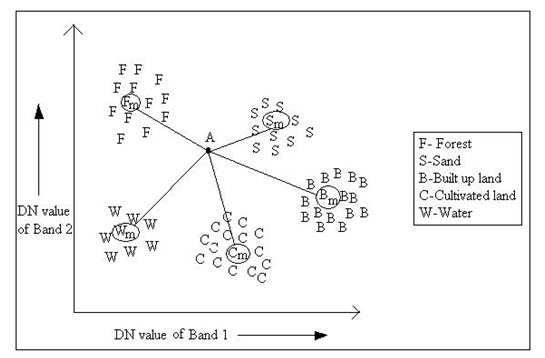 F F
F
F F
F
Fm F
F F F
F F
A
S
S S
Sm
S S
S S
S S S
F- Forest
S-Sand
B-Built up land
C-Cultivated land
W-Water
B B B
B B
B Bm B B
B B B B
B B B
DN value
of Band 2
W W
W
W Wm
W
W W
C
C C C
C C
C C
C Cm
C C
C C
DN value of Band 1